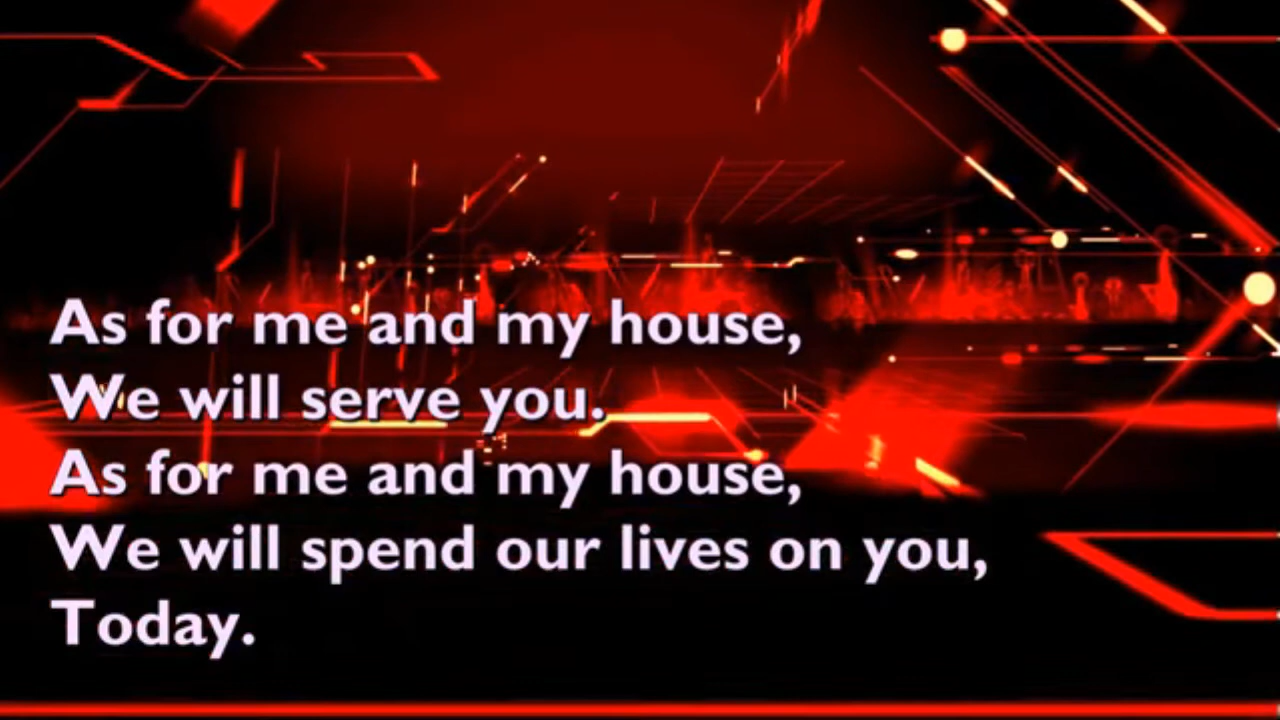 As for me and my house,
We will serve you.
As for me and my house,
We will spend our lives on you,
Today.